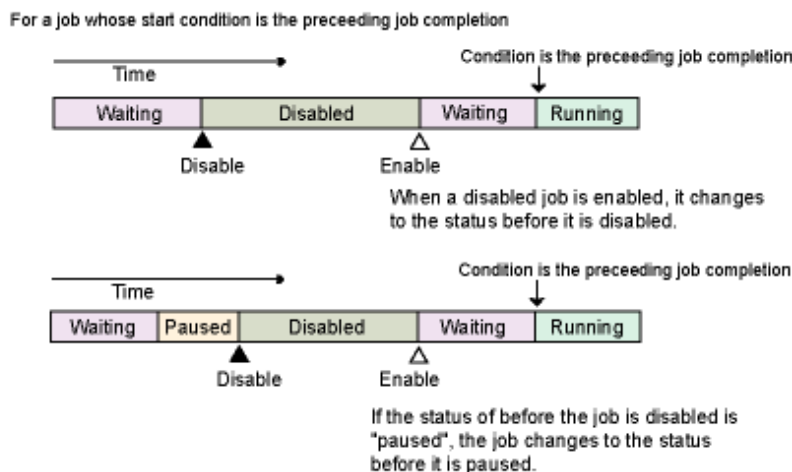 For a job whose start condition is the preceeding job completion
Condition is the preceeding job completion
Time
Waiting Disabled Waiting Running
Disable Enable
When a disabled job is enabled, it changes
to the status before it is disabled.
Condition is the preceeding job completion
Time
Waiting Paused Disabled Waiting Running
Disable Enable
If the status of before the job is disabled is
"paused", the job changes to the status
before it is paused.